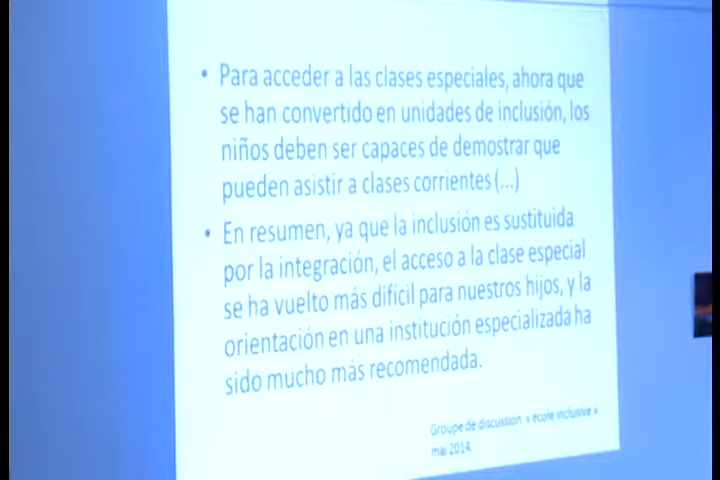 • Para acceder a las clases especiales, ahora que
se han convertido en unidades de inclusión, los
niños deben ser capaces de demostrar que
pueden asistir a clases corrientes (...)
• En resumen, ya que la inclusión es sustituida
por la integración, el acceso a la clase especial
se ha vuelto más difícil para nuestros hijos, y la
orientación en una institución especializada ha
sido mucho más recomendada.
Groupe de discussion « école inclusive »
mai 2014.